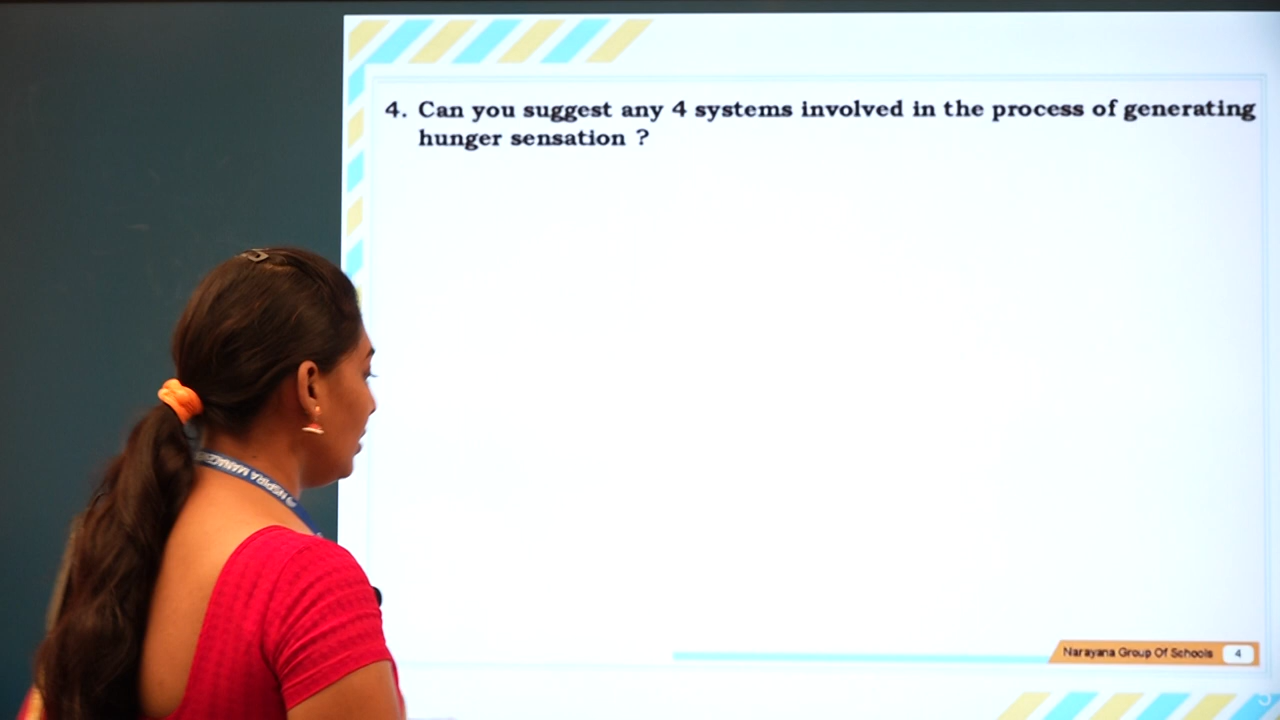 4. Can you suggest any 4 systems involved in the process of generating
hunger sensation ?
Narayana Group Of Schools 4